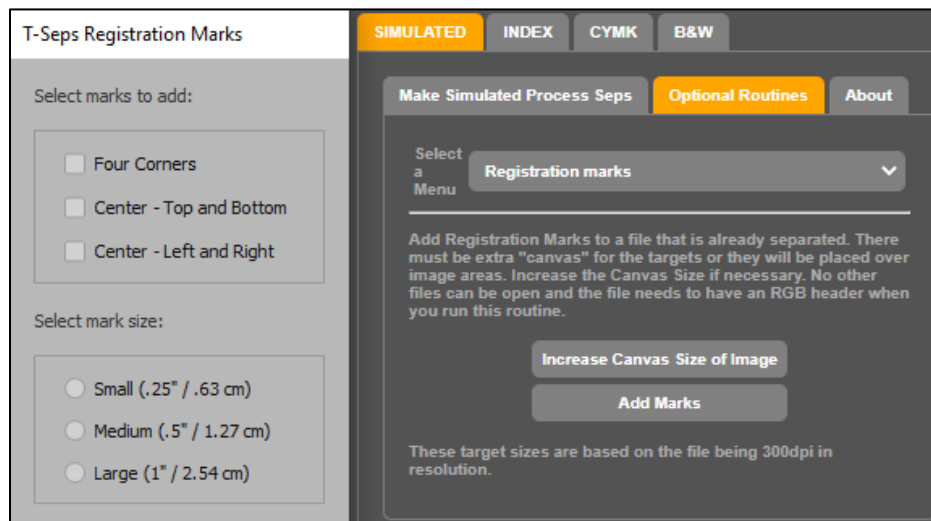 T-Seps Registration Marks
Select marks to add:
Four Corners
Center - Top and Bottom
Center - Left and Right
Select mark size:
Small (.25" / .63 cm)
Medium (.5" / 1.27 cm)
Large (1" / 2.54 cm)
SIMULATED INDEX CYMK B&W
Make Simulated Process Seps Optional Routines About
Select
a
Menu
Registration marks
Add Registration Marks to a file that is already separated. There
must be extra "canvas" for the targets or they will be placed over
image areas. Increase the Canvas Size if necessary. No other
files can be open and the file needs to have an RGB header when
you run this routine.
Increase Canvas Size of Image
Add Marks
These target sizes are based on the file being 300dpi in
resolution.